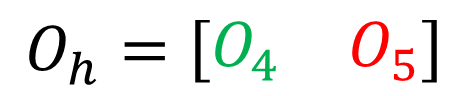 O_h = [O_4 O_5]